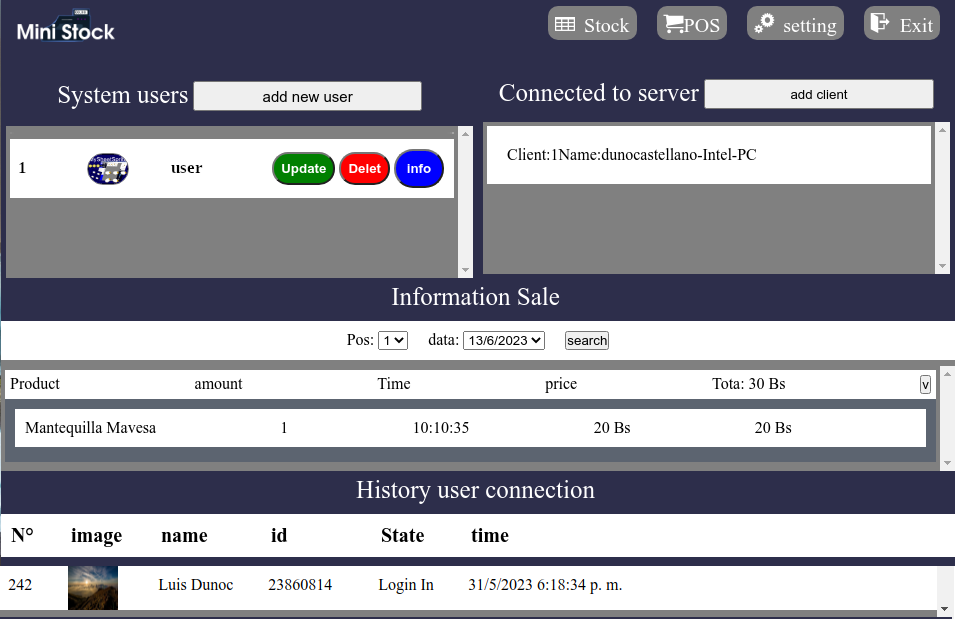 Mini Stock
Stock
POS
setting
Exit
System users
add new user
Connected to server
add client
1 user Update Delet info
Client:1Name:dunocastellano-Intel-PC
Information Sale
Pos: 1 data: 13/6/2023 search
Product amount Time price Tota: 30 Bs v
Mantequilla Mavesa 1 10:10:35 20 Bs 20 Bs
History user connection
N° image name id State time
242 Luis Dunoc 23860814 Login In 31/5/2023 6:18:34 p. m.